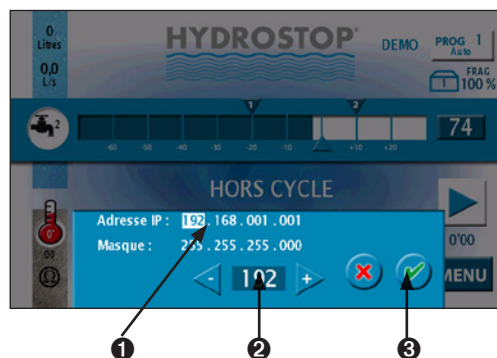 0
Litres
HYDROSTOP®
DEMO
PROG 1
Auto
0,0
L/s
FRAG
100 %
2
1
2
74
-60 -50 -40 -30 -20 -10 +10 +20
HORS CYCLE
Adresse IP : 192.168.001.001
Masque : 255.255.255.000
0°
0'00
- 192 +
MENU
Ω
1 2 3